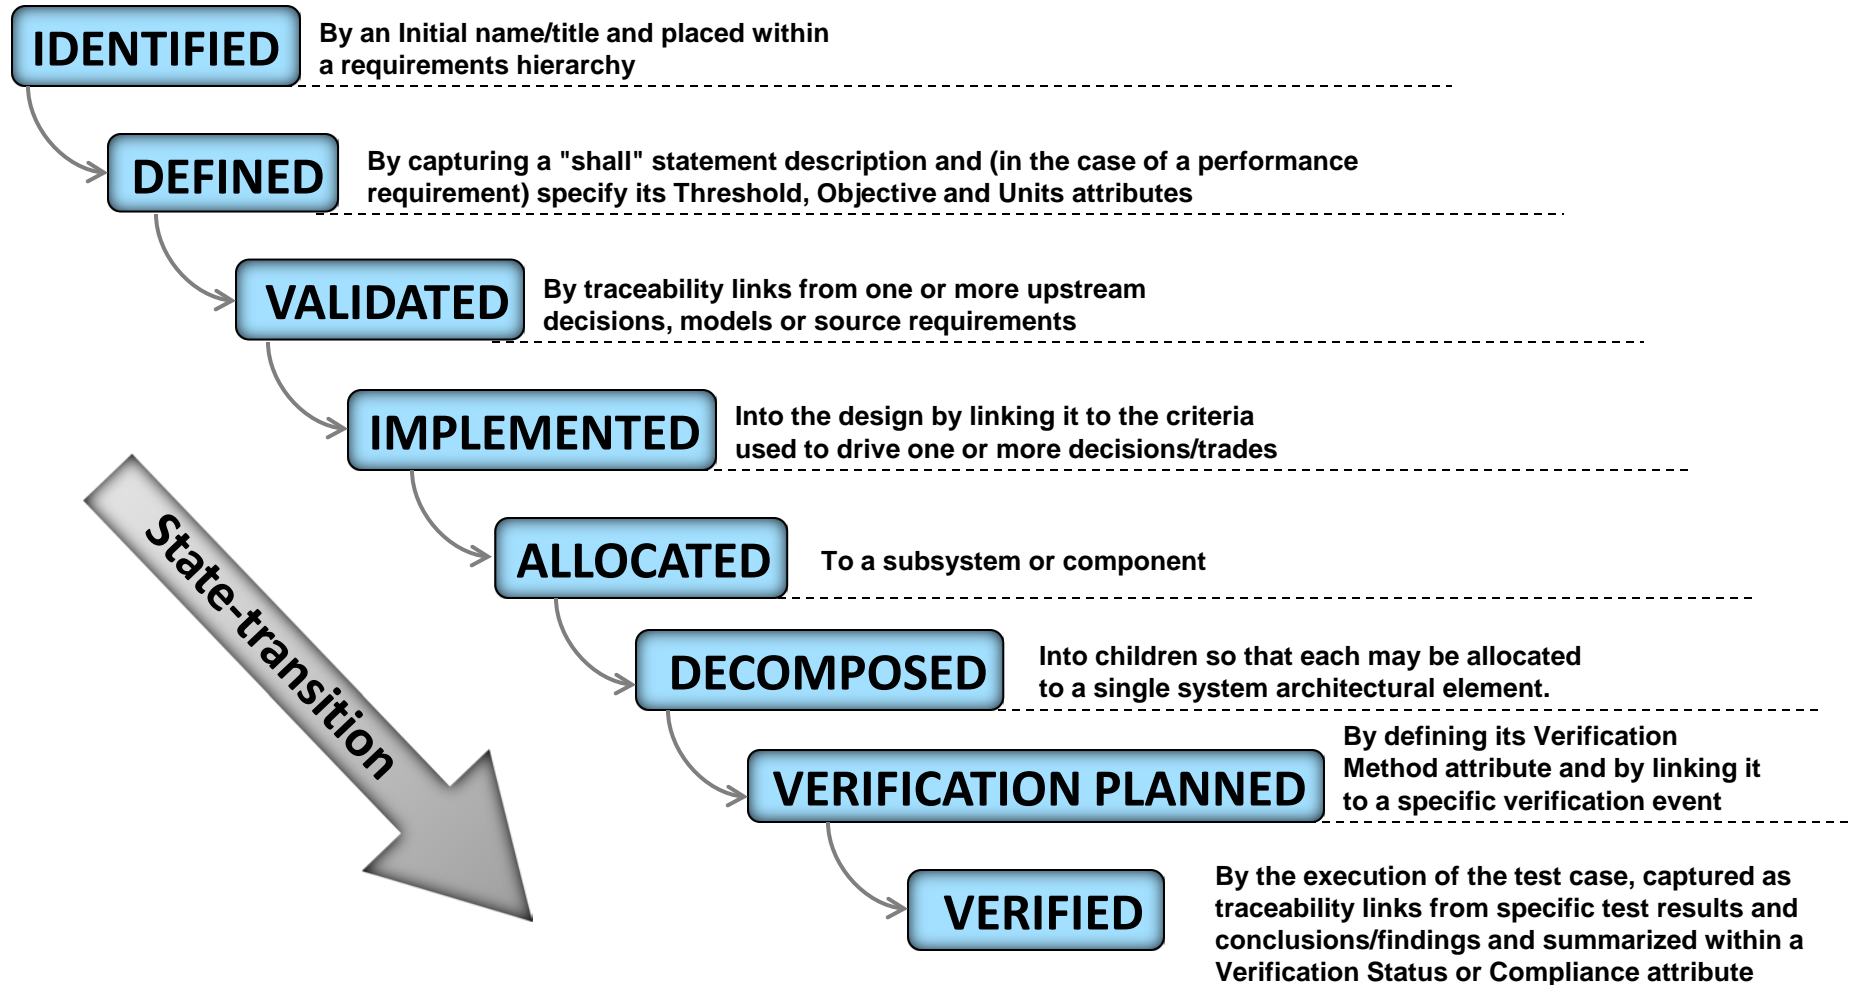 IDENTIFIED
By an Initial name/title and placed within
a requirements hierarchy
DEFINED
By capturing a "shall" statement description and (in the case of a performance
requirement) specify its Threshold, Objective and Units attributes
VALIDATED
By traceability links from one or more upstream
decisions, models or source requirements
IMPLEMENTED
Into the design by linking it to the criteria
used to drive one or more decisions/trades
State-transition
ALLOCATED
To a subsystem or component
DECOMPOSED
Into children so that each may be allocated
to a single system architectural element.
VERIFICATION PLANNED
By defining its Verification
Method attribute and by linking it
to a specific verification event
VERIFIED
By the execution of the test case, captured as
traceability links from specific test results and
conclusions/findings and summarized within a
Verification Status or Compliance attribute